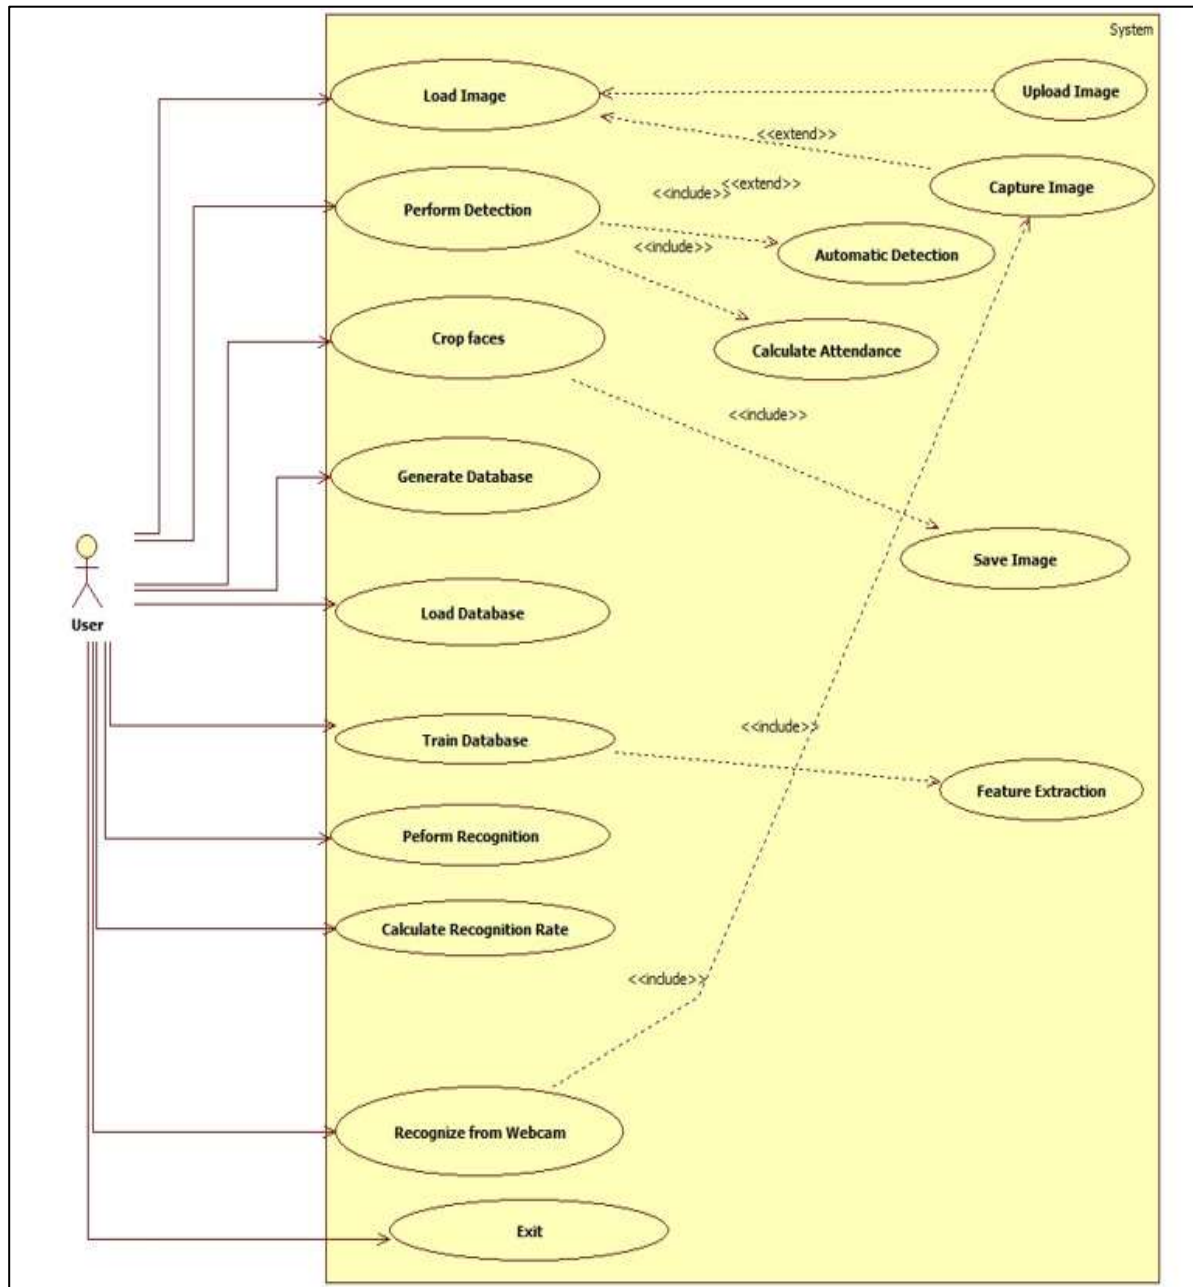 System
Load Image
Upload Image
<<extend>>
Capture Image
<<extend>>
<<include>>
Perform Detection
<<include>>
Automatic Detection
Crop faces
Calculate Attendance
<<include>>
Generate Database
Save Image
Load Database
User
<<include>>
Train Database
Feature Extraction
Peform Recognition
Calculate Recognition Rate
<<include>>
Recognize from Webcam
Exit